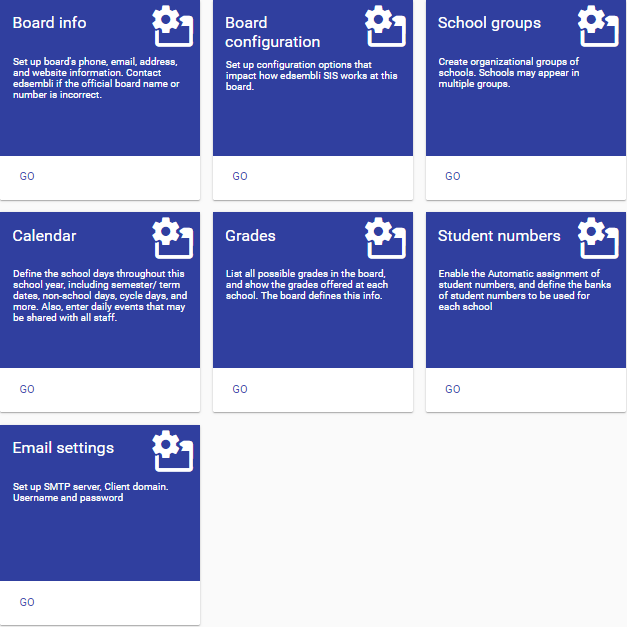 Board info
Set up board's phone, email, address,
and website information. Contact
edsembli if the official board name or
number is incorrect.
GO
Board
configuration
Set up configuration options that
impact how edsembli SIS works at this
board.
GO
School groups
Create organizational groups of
schools. Schools may appear in
multiple groups.
GO
Calendar
Define the school days throughout this
school year, including semester/ term
dates, non-school days, cycle days, and
more. Also, enter daily events that may
be shared with all staff.
GO
Grades
List all possible grades in the board,
and show the grades offered at each
school. The board defines this info.
GO
Student numbers
Enable the Automatic assignment of
student numbers, and define the banks
of student numbers to be used for
each school
GO
Email settings
Set up SMTP server, Client domain.
Username and password
GO